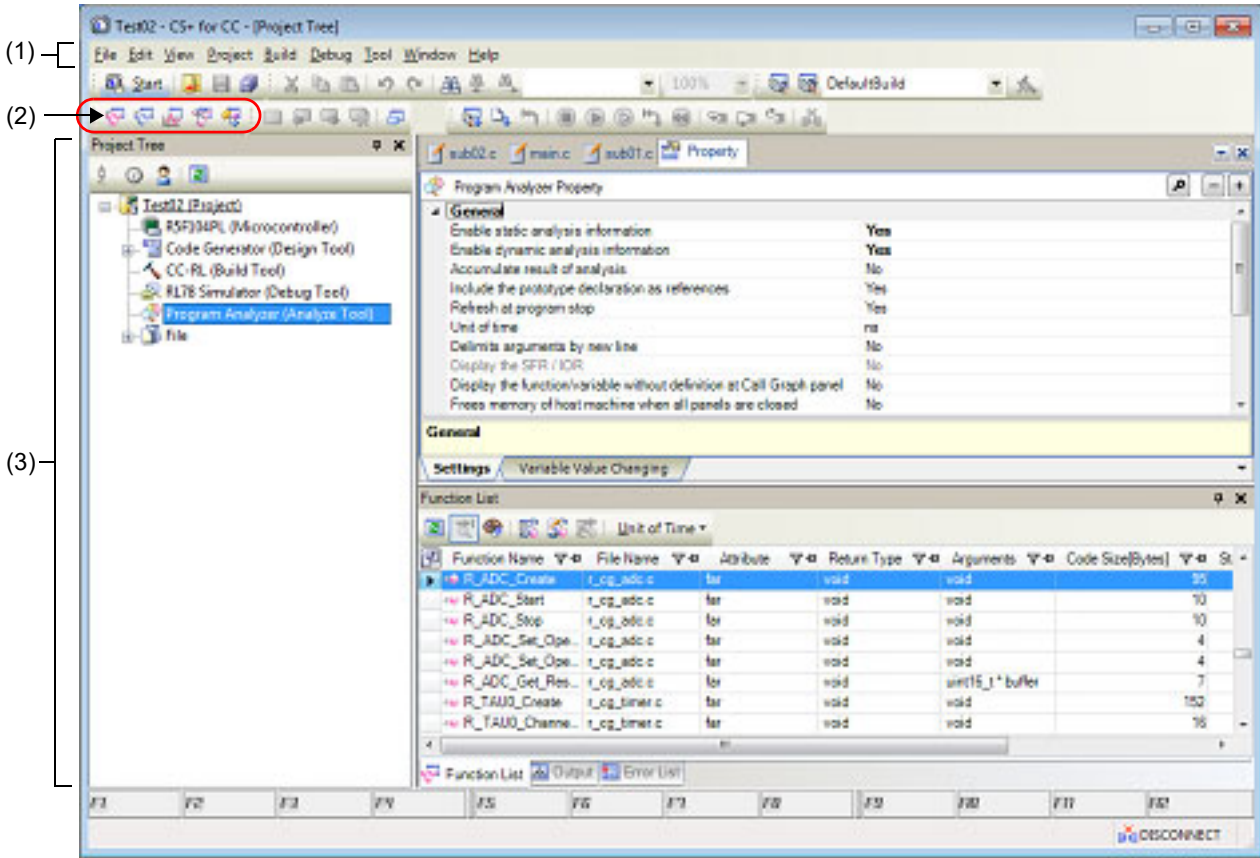 Test02 - CS+ for CC - [Project Tree]
(1)
File Edit View Project Build Debug Tool Window Help
Start 100% DefaultBuild
(2)
(3)
Project Tree
Test02 (Project)
R5F104PL (Microcontroller)
Code Generator (Design Tool)
CC-RL (Build Tool)
RL78 Simulator (Debug Tool)
Program Analyzer (Analyze Tool)
File
sub02.c main.c sub01.c Property
Program Analyzer Property
General
Enable static analysis information Yes
Enable dynamic analysis information Yes
Accumulate result of analysis No
Include the prototype declaration as references Yes
Refresh at program stop Yes
Unit of time ns
Delimits arguments by new line No
Display the SFR / IOR No
Display the function/variable without definition at Call Graph panel No
Frees memory of host machine when all panels are closed No
General
Settings Variable Value Changing
Function List
Unit of Time
Function Name File Name Attribute Return Type Arguments Code Size[Bytes] St
R_ADC_Create r_cg_adc.c far void void
R_ADC_Start r_cg_adc.c far void void 10
R_ADC_Stop r_cg_adc.c far void void 10
R_ADC_Set_Ope... r_cg_adc.c far void void 4
R_ADC_Set_Ope... r_cg_adc.c far void void 4
R_ADC_Get_Res... r_cg_adc.c far void uint16_t * buffer 7
R_TAU0_Create r_cg_timer.c far void void 152
R_TAU0_Channe... r_cg_timer.c far void void 16
Function List Output Error List
F1 F2 F3 F4 F5 F6 F7 F8 F9 F10 F11 F12
DISCONNECT